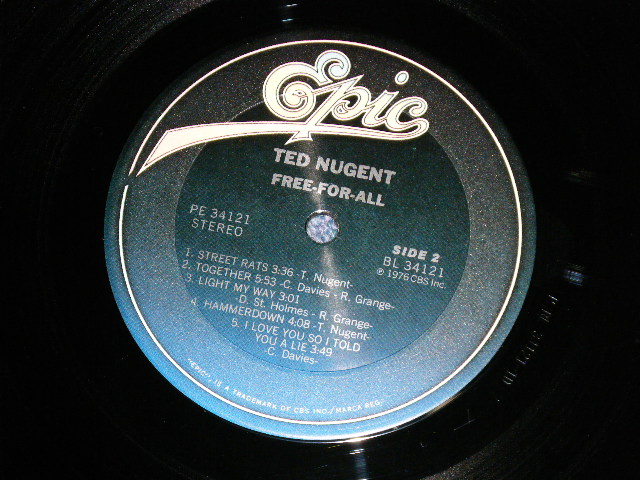 Epic
TED NUGENT
FREE-FOR-ALL
PE 34121
STEREO
SIDE 2
BL 34121
℗ 1976 CBS Inc.
1. STREET RATS 3:36 -T. Nugent-
2. TOGETHER 5:53 -C. Davies - R. Grange-
3. LIGHT MY WAY 3:01
-D. St. Holmes - R. Grange-
4. HAMMERDOWN 4:08 -T. Nugent-
5. I LOVE YOU SO I TOLD
YOU A LIE 3:49
-C. Davies-
"EPIC", IS A TRADEMARK OF CBS INC./MARCA REG.